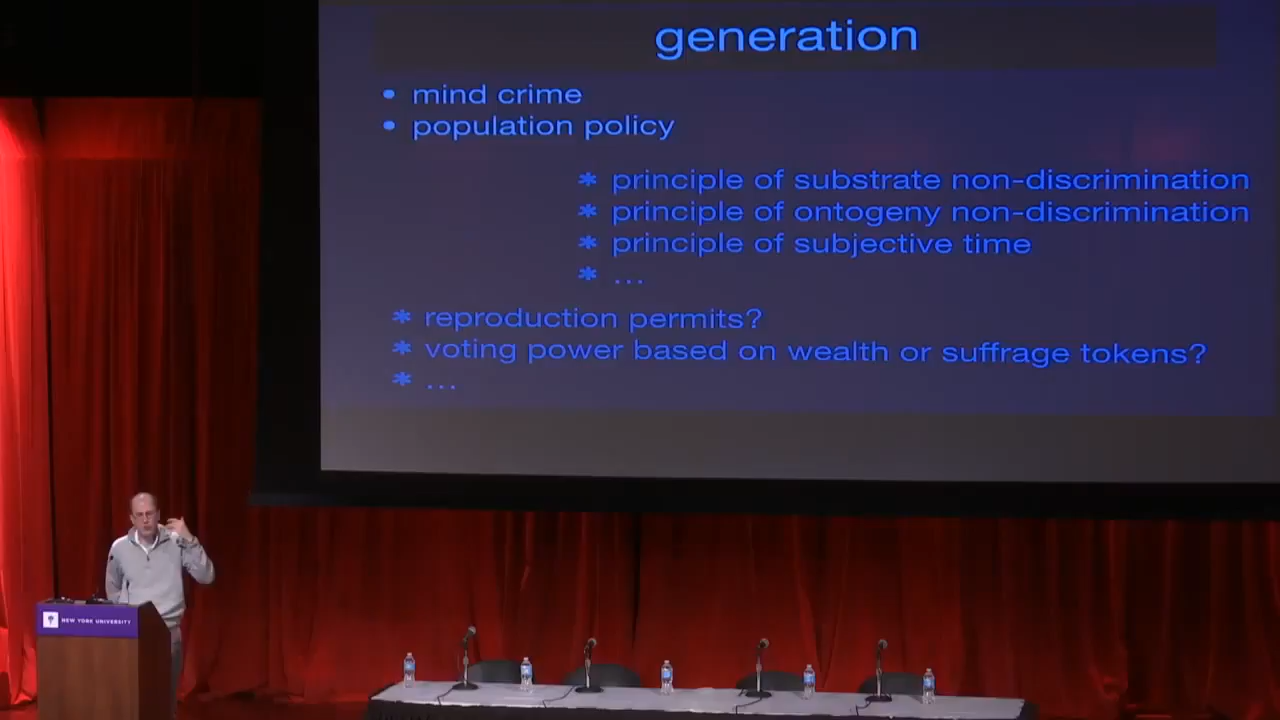 generation
• mind crime
• population policy
* principle of substrate non-discrimination
* principle of ontogeny non-discrimination
* principle of subjective time
* ...
* reproduction permits?
* voting power based on wealth or suffrage tokens?
* ...
NEW YORK UNIVERSITY